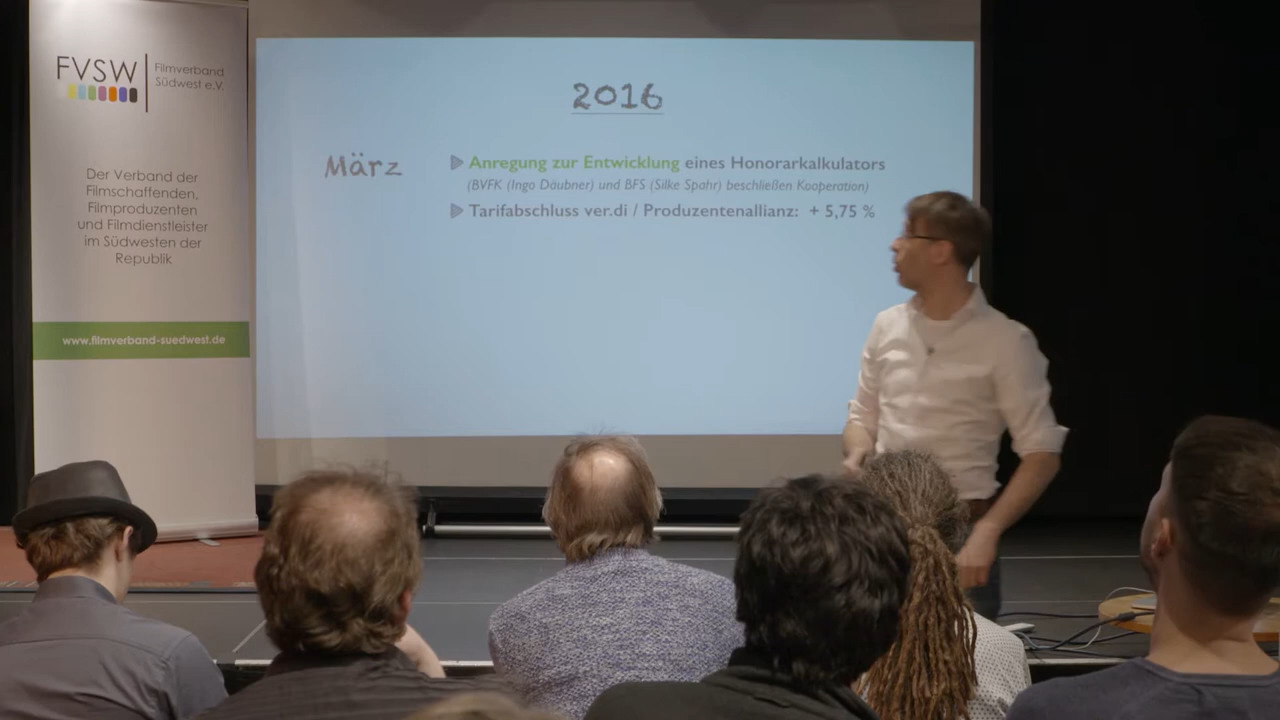 FVSW
Filmverband
Südwest e.V.
Der Verband der
Filmschaffenden,
Filmproduzenten
und Filmdienstleister
im Südwesten der
Republik
www.filmverband-suedwest.de
2016
März
Anregung zur Entwicklung eines Honorarkalkulators
(BVFK (Ingo Däubner) und BFS (Silke Spahr) beschließen Kooperation)
Tarifabschluss ver.di / Produzentenallianz: + 5,75 %